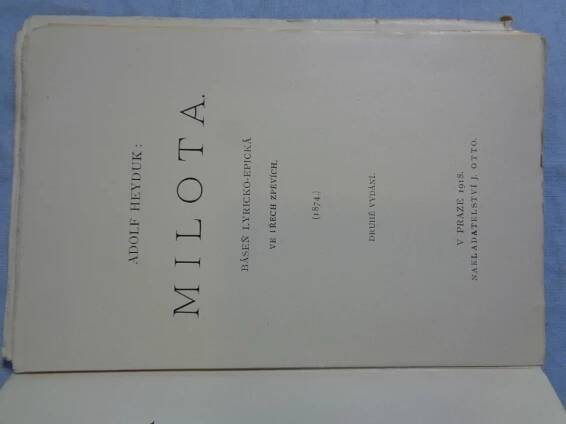 ADOLF HEYDUK:
MILOTA.
BÁSEŇ LYRICKO-EPICKÁ
VE TŘECH ZPĚVÍCH.
(1874.)
DRUHÉ VYDÁNÍ.
V PRAZE 1918.
NAKLADATELSTVÍ J. OTTO.